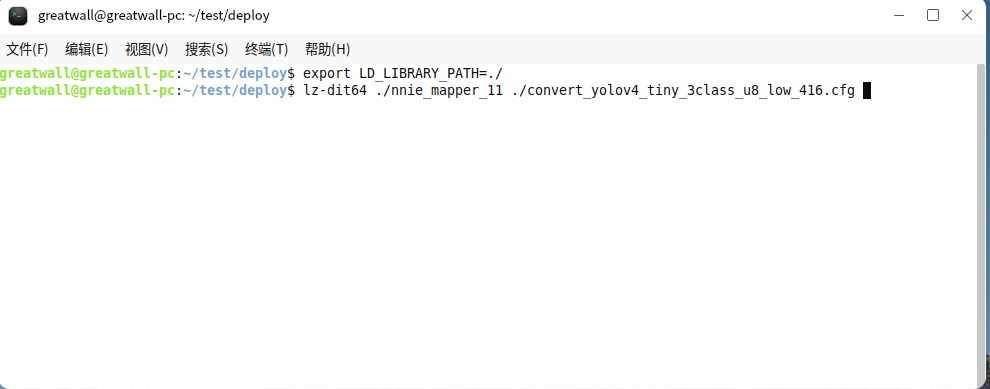 greatwall@greatwall-pc: ~/test/deploy
文件(F) 编辑(E) 视图(V) 搜索(S) 终端(T) 帮助(H)
greatwall@greatwall-pc:~/test/deploy$ export LD_LIBRARY_PATH=./
greatwall@greatwall-pc:~/test/deploy$ lz-dit64 ./nnie_mapper_11 ./convert_yolov4_tiny_3class_u8_low_416.cfg